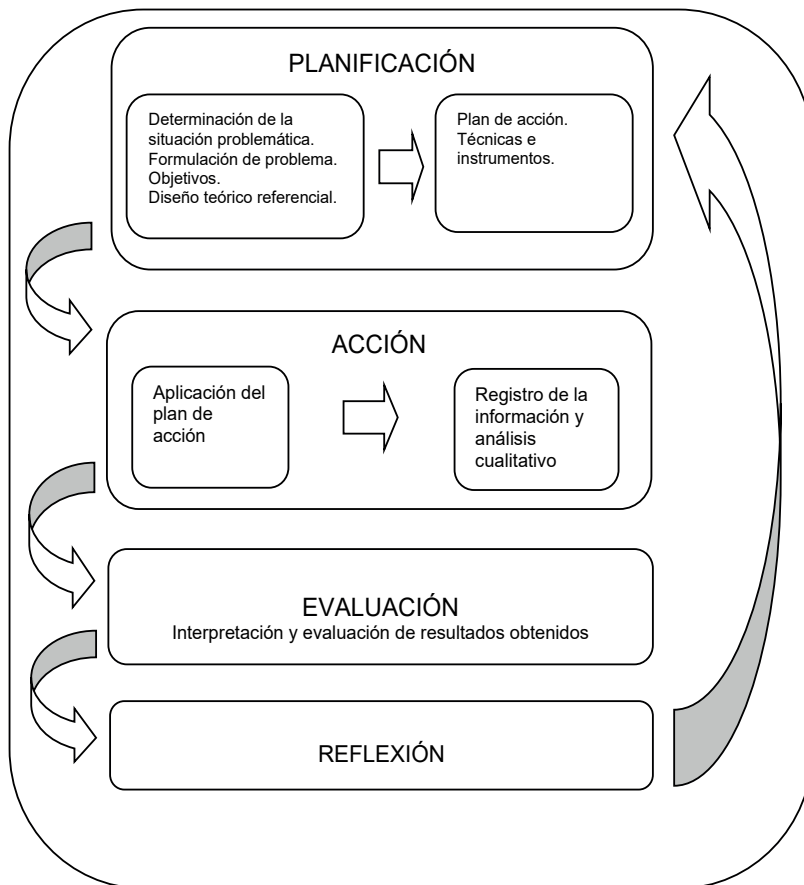 PLANIFICACIÓN
Determinación de la
situación problemática.
Formulación de problema.
Objetivos.
Diseño teórico referencial.
Plan de acción.
Técnicas e
instrumentos.
ACCIÓN
Aplicación del
plan de
acción
Registro de la
información y
análisis
cualitativo
EVALUACIÓN
Interpretación y evaluación de resultados obtenidos
REFLEXIÓN